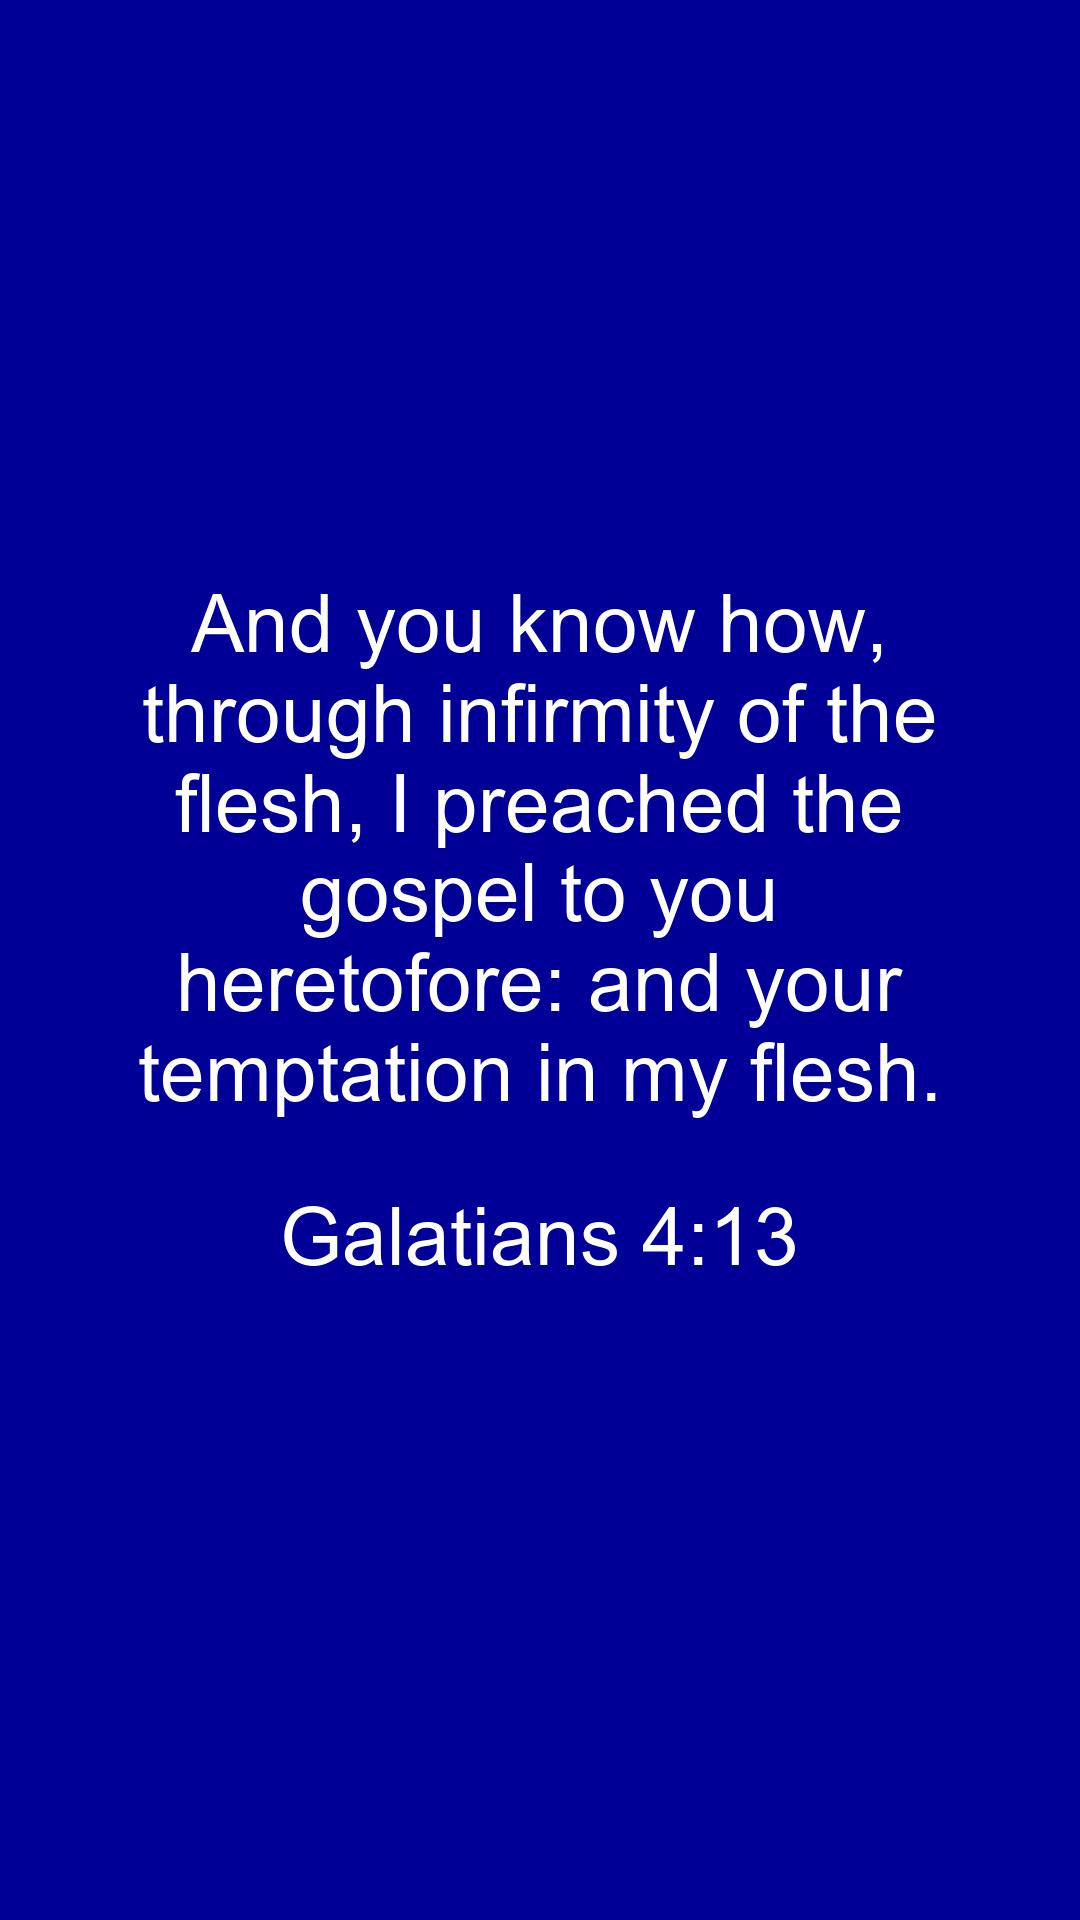 And you know how,
through infirmity of the
flesh, I preached the
gospel to you
heretofore: and your
temptation in my flesh.
Galatians 4:13